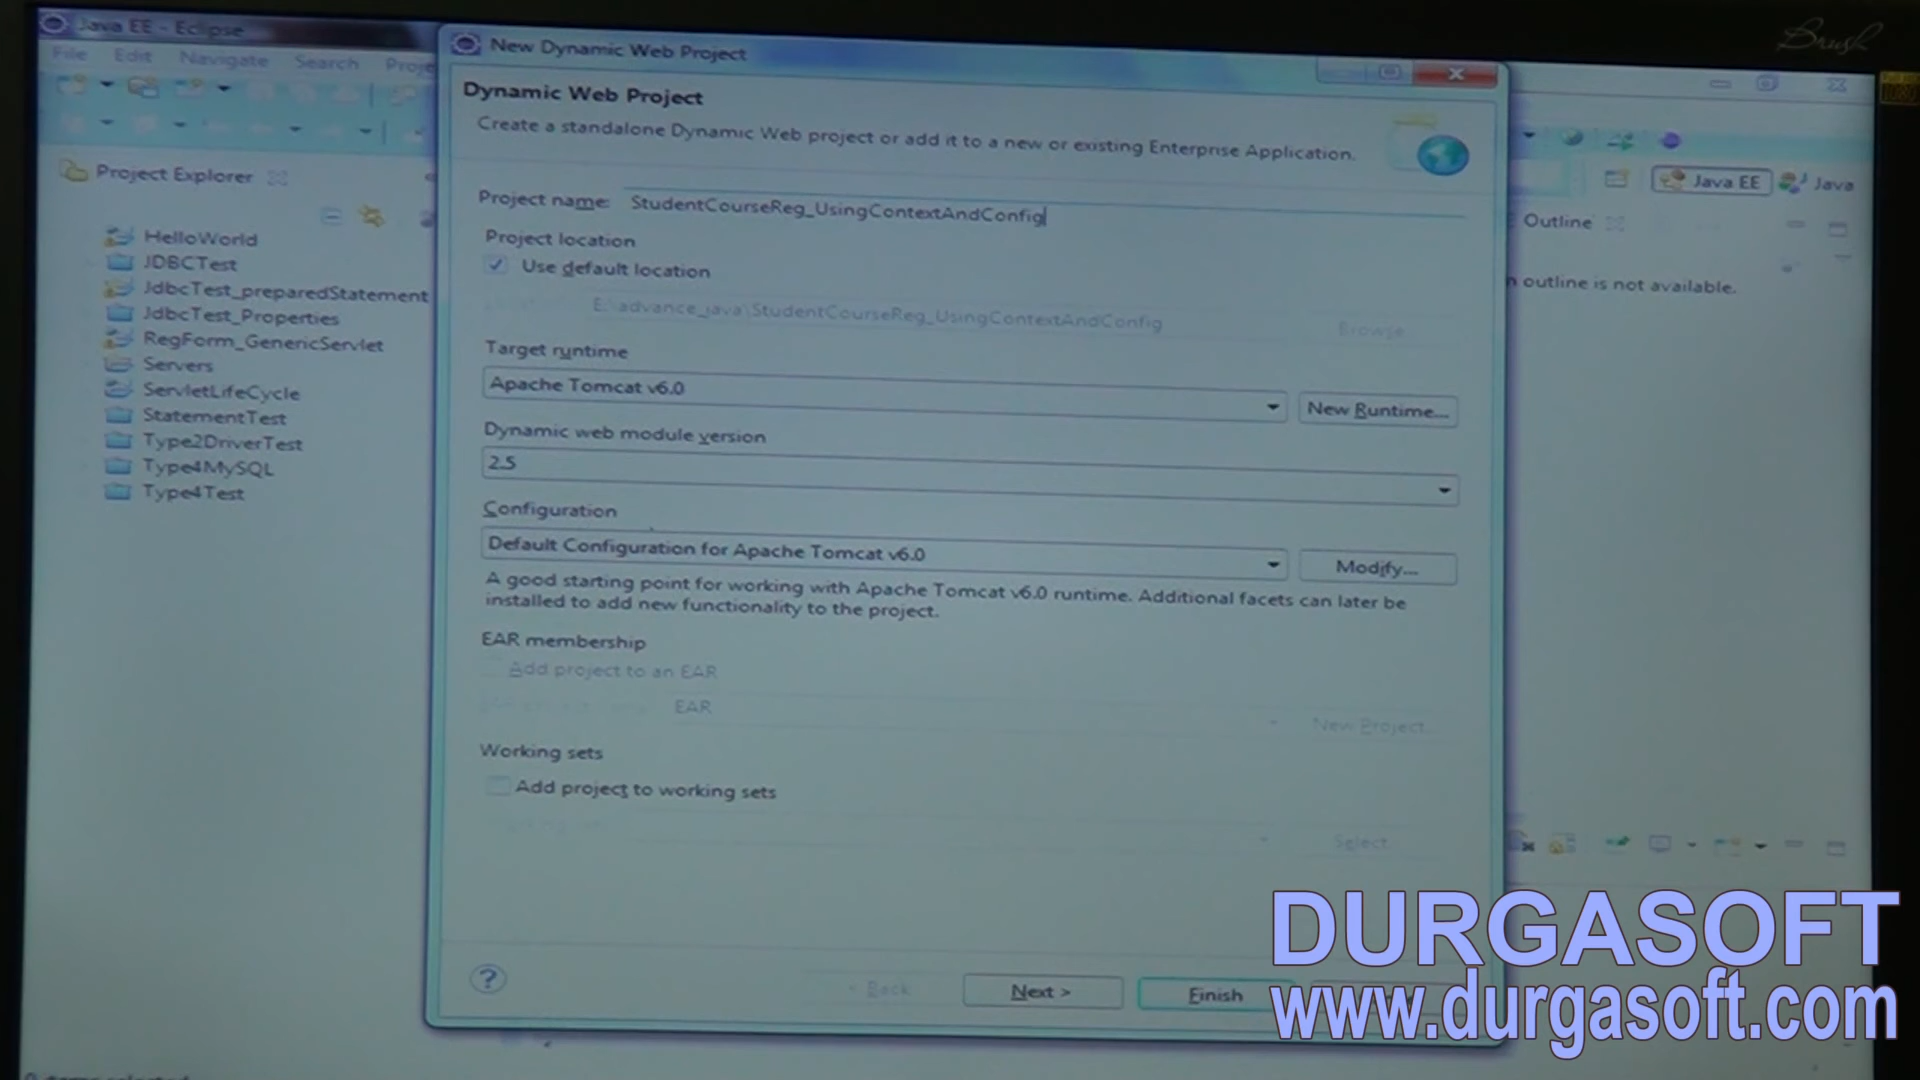 Brush
Java EE - Eclipse
File Edit Navigate Search Proje
New Dynamic Web Project
Dynamic Web Project
Create a standalone Dynamic Web project or add it to a new or existing Enterprise Application.
Project name: StudentCourseReg_UsingContextAndConfig
Project location
Use default location
E:\advance_java\StudentCourseReg_UsingContextAndConfig Browse
Target runtime
Apache Tomcat v6.0 New Runtime...
Dynamic web module version
2.5
Configuration
Default Configuration for Apache Tomcat v6.0 Modify...
A good starting point for working with Apache Tomcat v6.0 runtime. Additional facets can later be
installed to add new functionality to the project.
EAR membership
Add project to an EAR
EAR New Project
Working sets
Add project to working sets
Select
? < Back Next > Finish
Project Explorer
HelloWorld
JDBCTest
JdbcTest_preparedStatement
JdbcTest_Properties
RegForm_GenericServlet
Servers
ServletLifeCycle
StatementTest
Type2DriverTest
Type4MySQL
Type4Test
Java EE Java
Outline
n outline is not available.
DURGASOFT
www.durgasoft.com